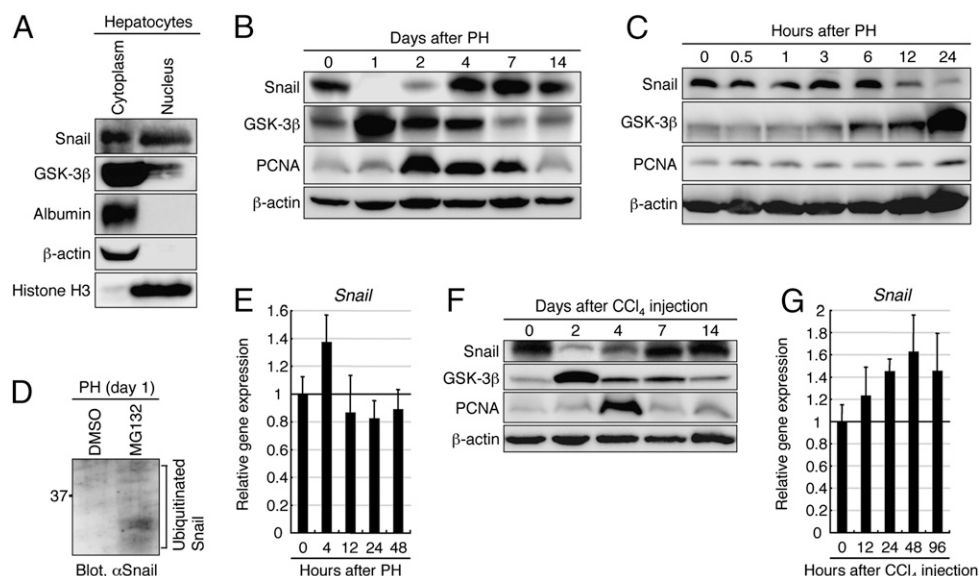 A
Hepatocytes
Cytoplasm
Nucleus
Snail
GSK-3β
Albumin
β-actin
Histone H3
B
Days after PH
0 1 2 4 7 14
Snail
GSK-3β
PCNA
β-actin
C
Hours after PH
0 0.5 1 3 6 12 24
Snail
GSK-3β
PCNA
β-actin
D
PH (day 1)
DMSO
MG132
37
Ubiquitinated
Snail
Blot, αSnail
E
Snail
Relative gene expression
1.6
1.4
1.2
1
0.8
0.6
0.4
0.2
0
0 4 12 24 48
Hours after PH
F
Days after CCl₄ injection
0 2 4 7 14
Snail
GSK-3β
PCNA
β-actin
G
Snail
Relative gene expression
2
1.8
1.6
1.4
1.2
1
0.8
0.6
0.4
0.2
0
0 12 24 48 96
Hours after CCl₄ injection